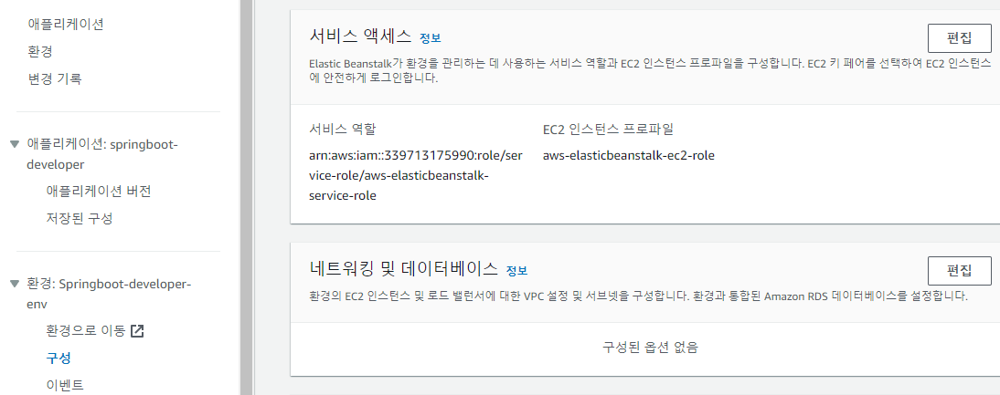 애플리케이션
환경
변경 기록
애플리케이션: springboot-
developer
애플리케이션 버전
저장된 구성
환경: Springboot-developer-
env
환경으로 이동
구성
이벤트
서비스 액세스 정보
편집
Elastic Beanstalk가 환경을 관리하는 데 사용하는 서비스 역할과 EC2 인스턴스 프로파일을 구성합니다. EC2 키 페어를 선택하여 EC2 인스턴스
에 안전하게 로그인합니다.
서비스 역할
arn:aws:iam::339713175990:role/ser
vice-role/aws-elasticbeanstalk-
service-role
EC2 인스턴스 프로파일
aws-elasticbeanstalk-ec2-role
네트워킹 및 데이터베이스 정보
편집
환경의 EC2 인스턴스 및 로드 밸런서에 대한 VPC 설정 및 서브넷을 구성합니다. 환경과 통합된 Amazon RDS 데이터베이스를 설정합니다.
구성된 옵션 없음